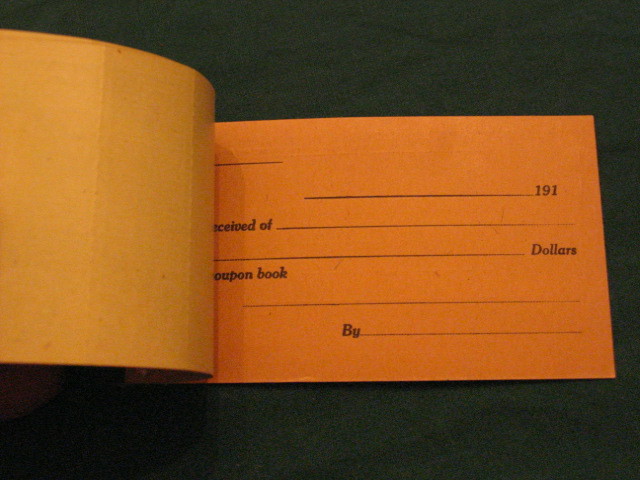 191
eceived of
Dollars
oupon book
By